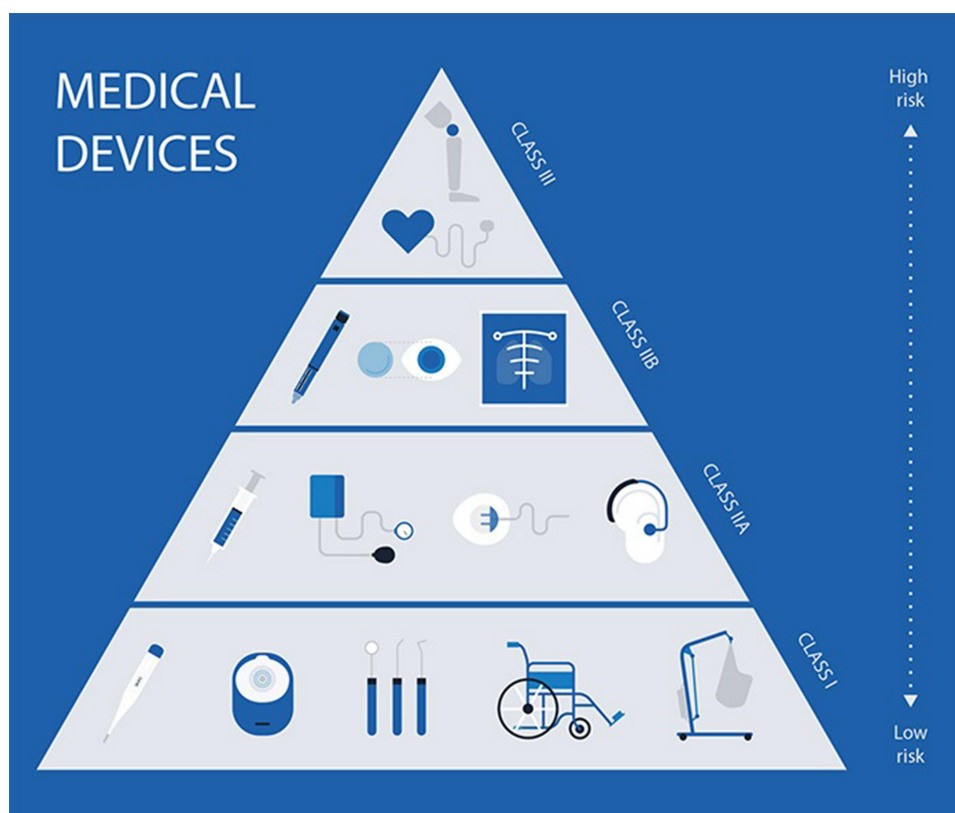 MEDICAL
DEVICES
High
risk
CLASS III
CLASS IIB
CLASS IIA
CLASS I
Low
risk